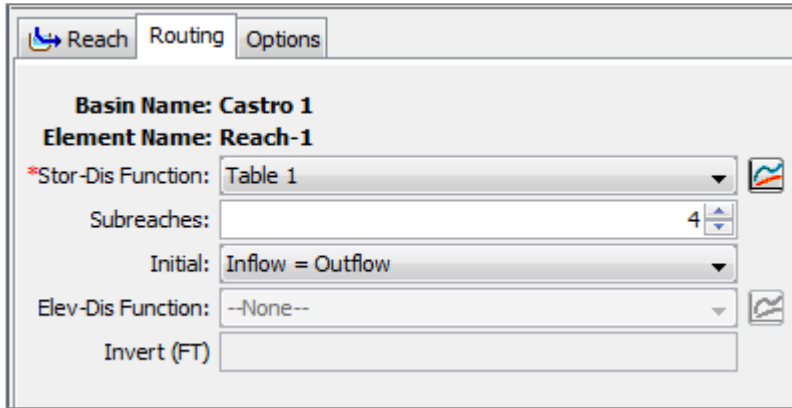 Reach Routing Options
Basin Name: Castro 1
Element Name: Reach-1
*Stor-Dis Function: Table 1
Subreaches: 4
Initial: Inflow = Outflow
Elev-Dis Function: --None--
Invert (FT)